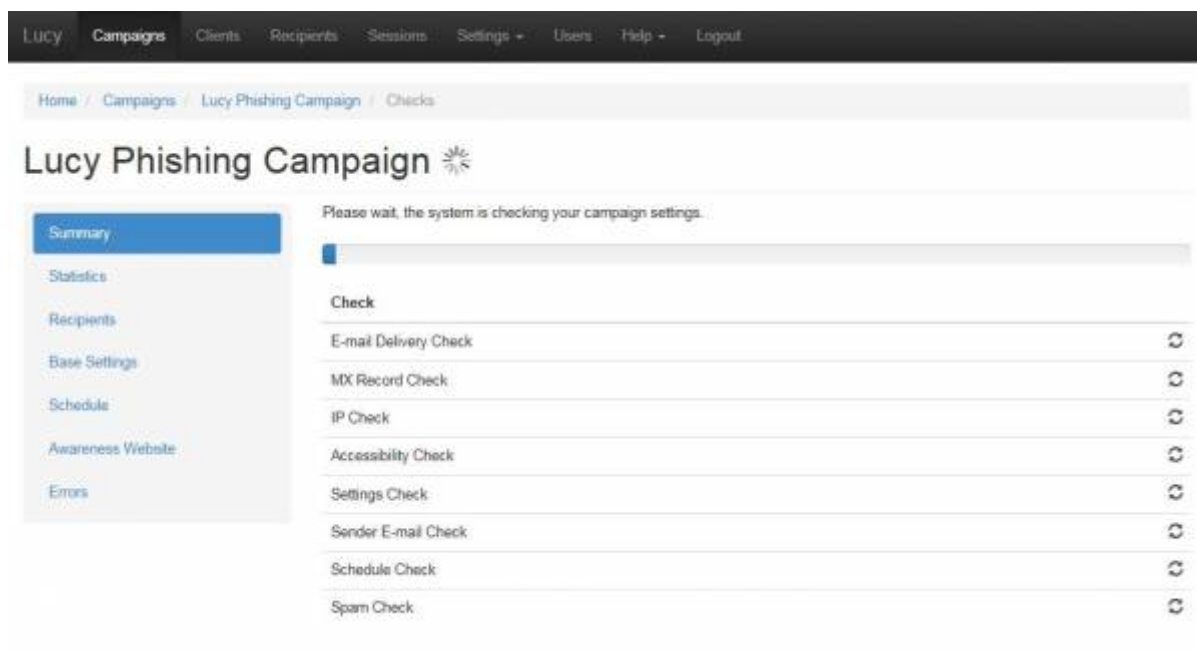 Lucy Campaigns Clients Recipients Sessions Settings Users Help Logout
Home / Campaigns / Lucy Phishing Campaign / Checks
Lucy Phishing Campaign
Please wait, the system is checking your campaign settings.
Summary
Statistics
Recipients
Base Settings
Schedule
Awareness Website
Errors
Check
E-mail Delivery Check
MX Record Check
IP Check
Accessibility Check
Settings Check
Sender E-mail Check
Schedule Check
Spam Check